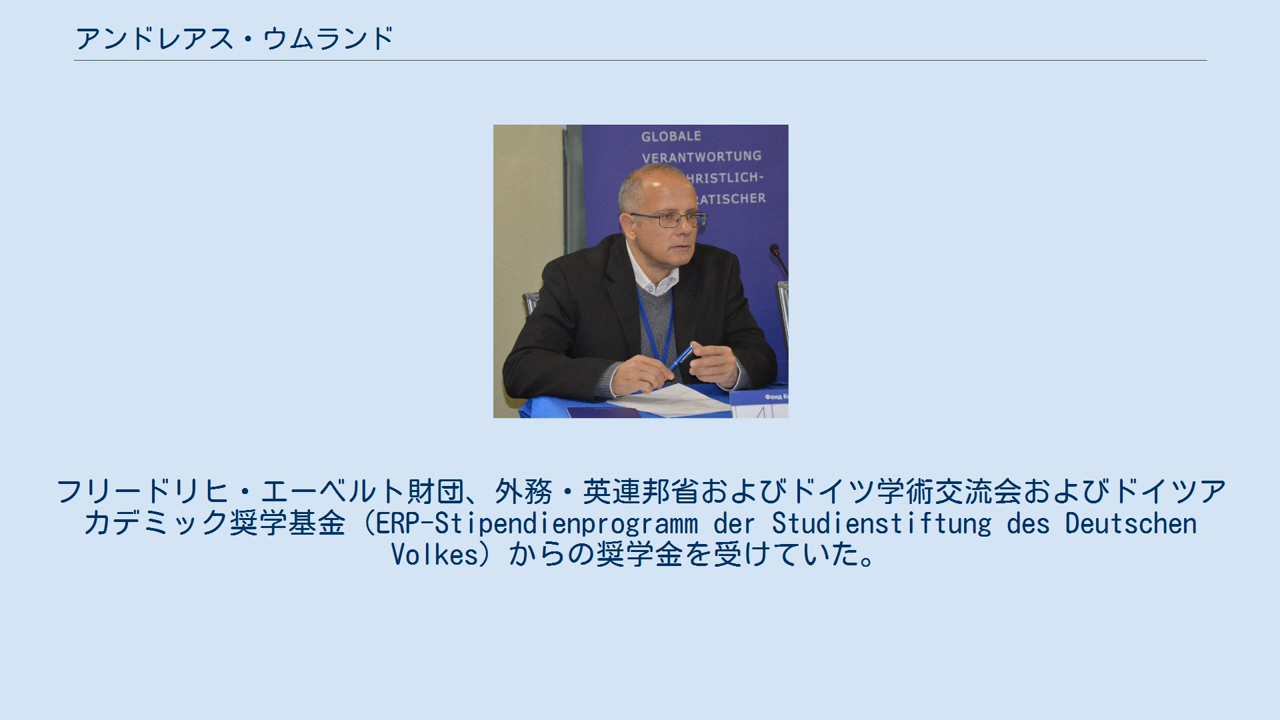 アンドレアス・ウムランド
GLOBALE
VERANTWORTUNG
HRISTLICH-
ATISCHER
Фонд
フリードリヒ・エーベルト財団、外務・英連邦省およびドイツ学術交流会およびドイツア
カデミック奨学基金（ERP-Stipendienprogramm der Studienstiftung des Deutschen
Volkes）からの奨学金を受けていた。